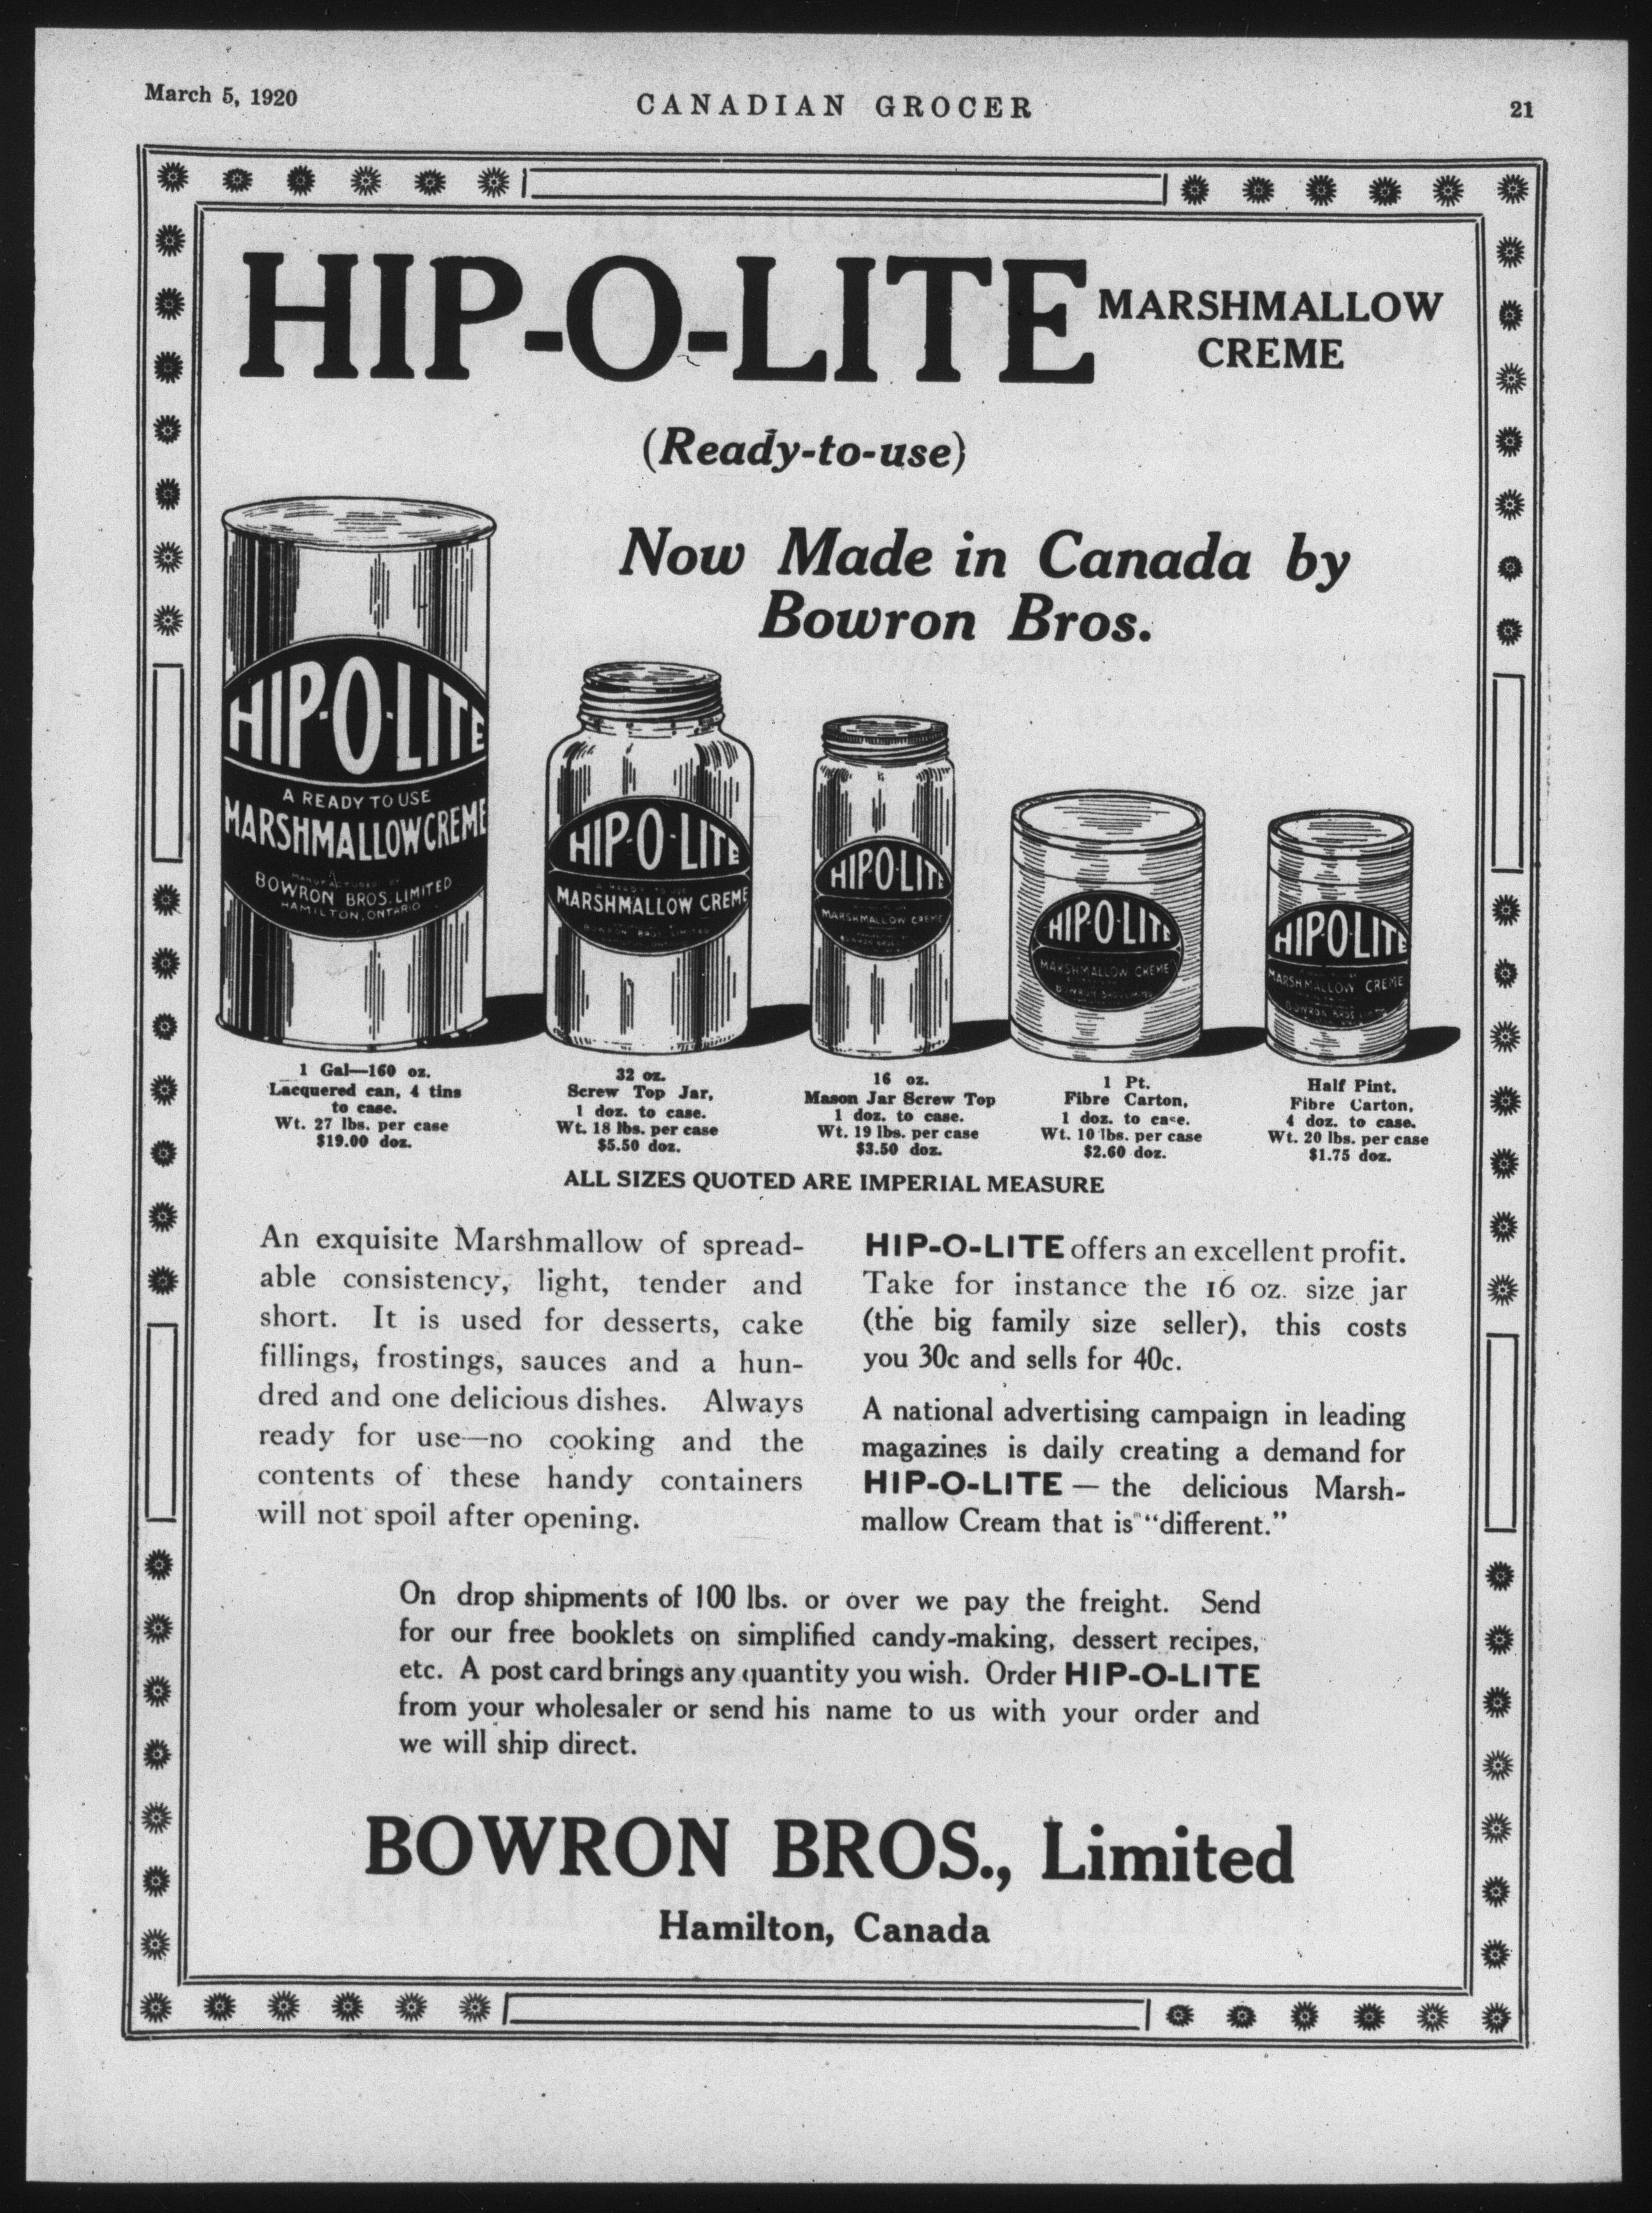 March 5, 1920
CANADIAN GROCER
21
HIP-O-LITE MARSHMALLOW
CREME
(Ready-to-use)
Now Made in Canada by
Bowron Bros.
HIP-O-LITE
A READY TO USE
MARSHMALLOW CREME
MANUFACTURED BY
BOWRON BROS. LIMITED
HAMILTON, ONTARIO
HIP-O-LITE
A READY TO USE
MARSHMALLOW CREME
BOWRON BROS. LIMITED
HIP-O-LITE
MARSHMALLOW CREME
HIP-O-LITE
MARSHMALLOW CREME
HIP-O-LITE
MARSHMALLOW CREME
BOWRON BROS
1 Gal—160 oz.
Lacquered can, 4 tins
to case.
Wt. 27 lbs. per case
$19.00 doz.
32 oz.
Screw Top Jar,
1 doz. to case.
Wt. 18 lbs. per case
$5.50 doz.
16 oz.
Mason Jar Screw Top
1 doz. to case.
Wt. 19 lbs. per case
$3.50 doz.
1 Pt.
Fibre Carton,
1 doz. to case.
Wt. 10 lbs. per case
$2.60 doz.
Half Pint,
Fibre Carton,
4 doz. to case.
Wt. 20 lbs. per case
$1.75 doz.
ALL SIZES QUOTED ARE IMPERIAL MEASURE
An exquisite Marshmallow of spread-
able consistency, light, tender and
short. It is used for desserts, cake
fillings, frostings, sauces and a hun-
dred and one delicious dishes. Always
ready for use—no cooking and the
contents of these handy containers
will not spoil after opening.
HIP-O-LITE offers an excellent profit.
Take for instance the 16 oz. size jar
(the big family size seller), this costs
you 30c and sells for 40c.
A national advertising campaign in leading
magazines is daily creating a demand for
HIP-O-LITE — the delicious Marsh-
mallow Cream that is "different."
On drop shipments of 100 lbs. or over we pay the freight. Send
for our free booklets on simplified candy-making, dessert recipes,
etc. A post card brings any quantity you wish. Order HIP-O-LITE
from your wholesaler or send his name to us with your order and
we will ship direct.
BOWRON BROS., Limited
Hamilton, Canada